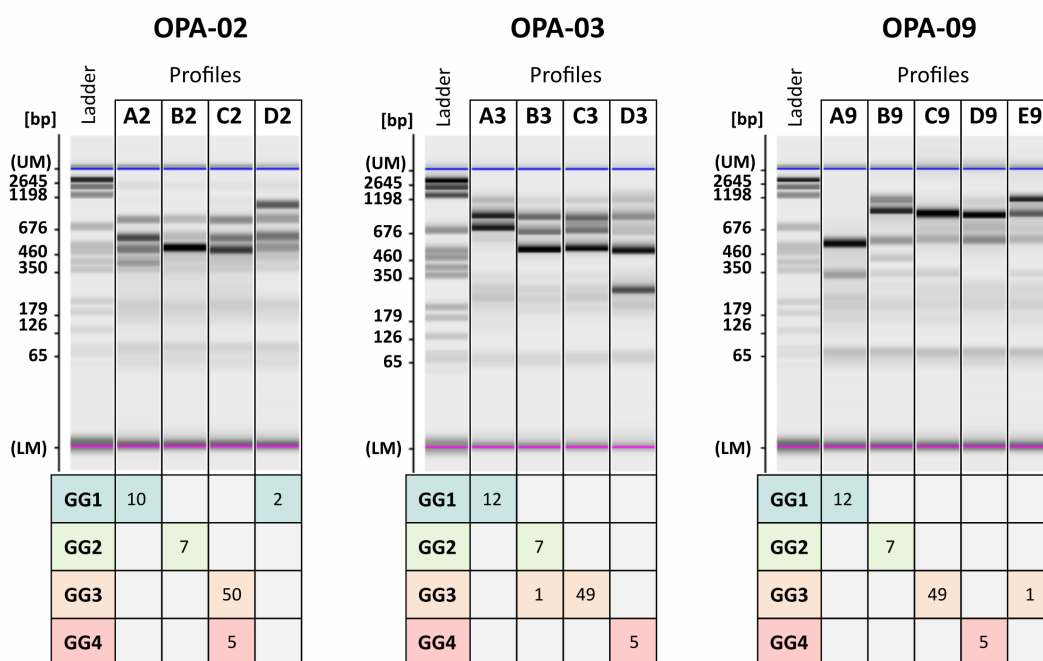 OPA-02
Ladder
Profiles
[bp]
A2 B2 C2 D2
(UM)
2645
1198
676
460
350
179
126
65
(LM)
GG1 10 2
GG2 7
GG3 50
GG4 5
OPA-03
Ladder
Profiles
[bp]
A3 B3 C3 D3
(UM)
2645
1198
676
460
350
179
126
65
(LM)
GG1 12
GG2 7
GG3 1 49
GG4 5
OPA-09
Ladder
Profiles
[bp]
A9 B9 C9 D9 E9
(UM)
2645
1198
676
460
350
179
126
65
(LM)
GG1 12
GG2 7
GG3 49 1
GG4 5